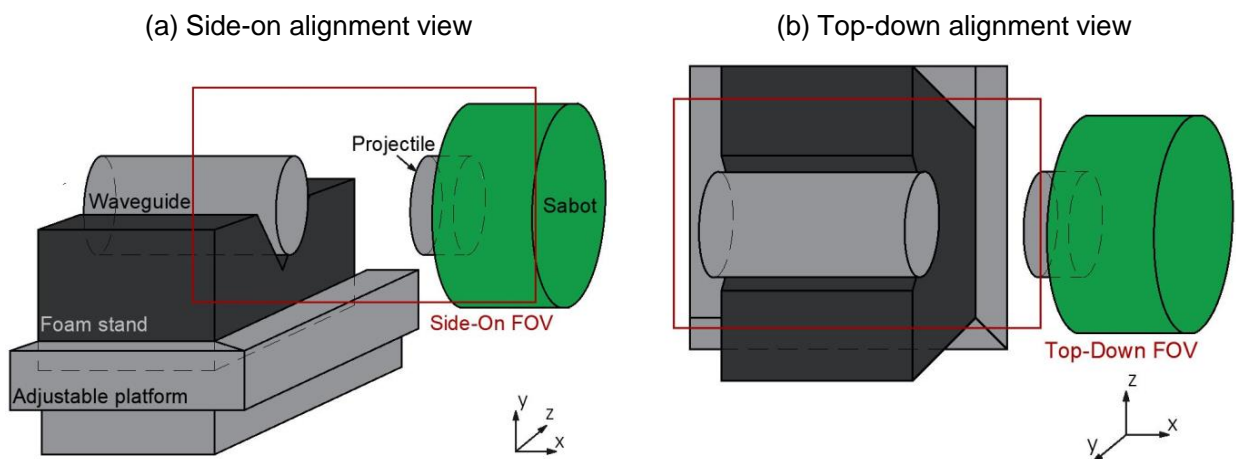 (a) Side-on alignment view
(b) Top-down alignment view
Projectile
Waveguide
Sabot
Foam stand
Side-On FOV
Adjustable platform
y
z
x
Top-Down FOV
z
x
y